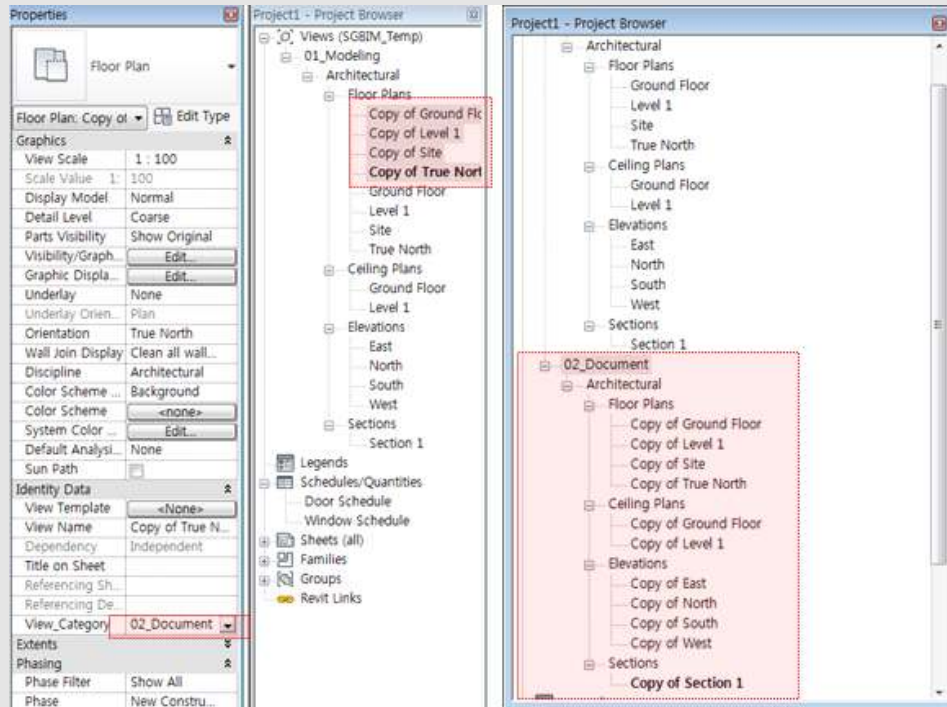 Properties
Floor Plan
Floor Plan: Copy of
Edit Type
Graphics
View Scale 1 : 100
Scale Value 1: 100
Display Model Normal
Detail Level Coarse
Parts Visibility Show Original
Visibility/Graph... Edit...
Graphic Displa... Edit...
Underlay None
Underlay Orien... Plan
Orientation True North
Wall Join Display Clean all wall...
Discipline Architectural
Color Scheme ... Background
Color Scheme <none>
System Color ... Edit...
Default Analysi... None
Sun Path
Identity Data
View Template <None>
View Name Copy of True N...
Dependency Independent
Title on Sheet
Referencing Sh...
Referencing De...
View_Category 02_Document
Extents
Phasing
Phase Filter Show All
Phase New Constru...
Project1 - Project Browser
Views (SGBIM_Temp)
01_Modeling
Architectural
Floor Plans
Copy of Ground Flo
Copy of Level 1
Copy of Site
Copy of True Nort
Ground Floor
Level 1
Site
True North
Ceiling Plans
Ground Floor
Level 1
Elevations
East
North
South
West
Sections
Section 1
Legends
Schedules/Quantities
Door Schedule
Window Schedule
Sheets (all)
Families
Groups
Revit Links
Project1 - Project Browser
Architectural
Floor Plans
Ground Floor
Level 1
Site
True North
Ceiling Plans
Ground Floor
Level 1
Elevations
East
North
South
West
Sections
Section 1
02_Document
Architectural
Floor Plans
Copy of Ground Floor
Copy of Level 1
Copy of Site
Copy of True North
Ceiling Plans
Copy of Ground Floor
Copy of Level 1
Elevations
Copy of East
Copy of North
Copy of South
Copy of West
Sections
Copy of Section 1